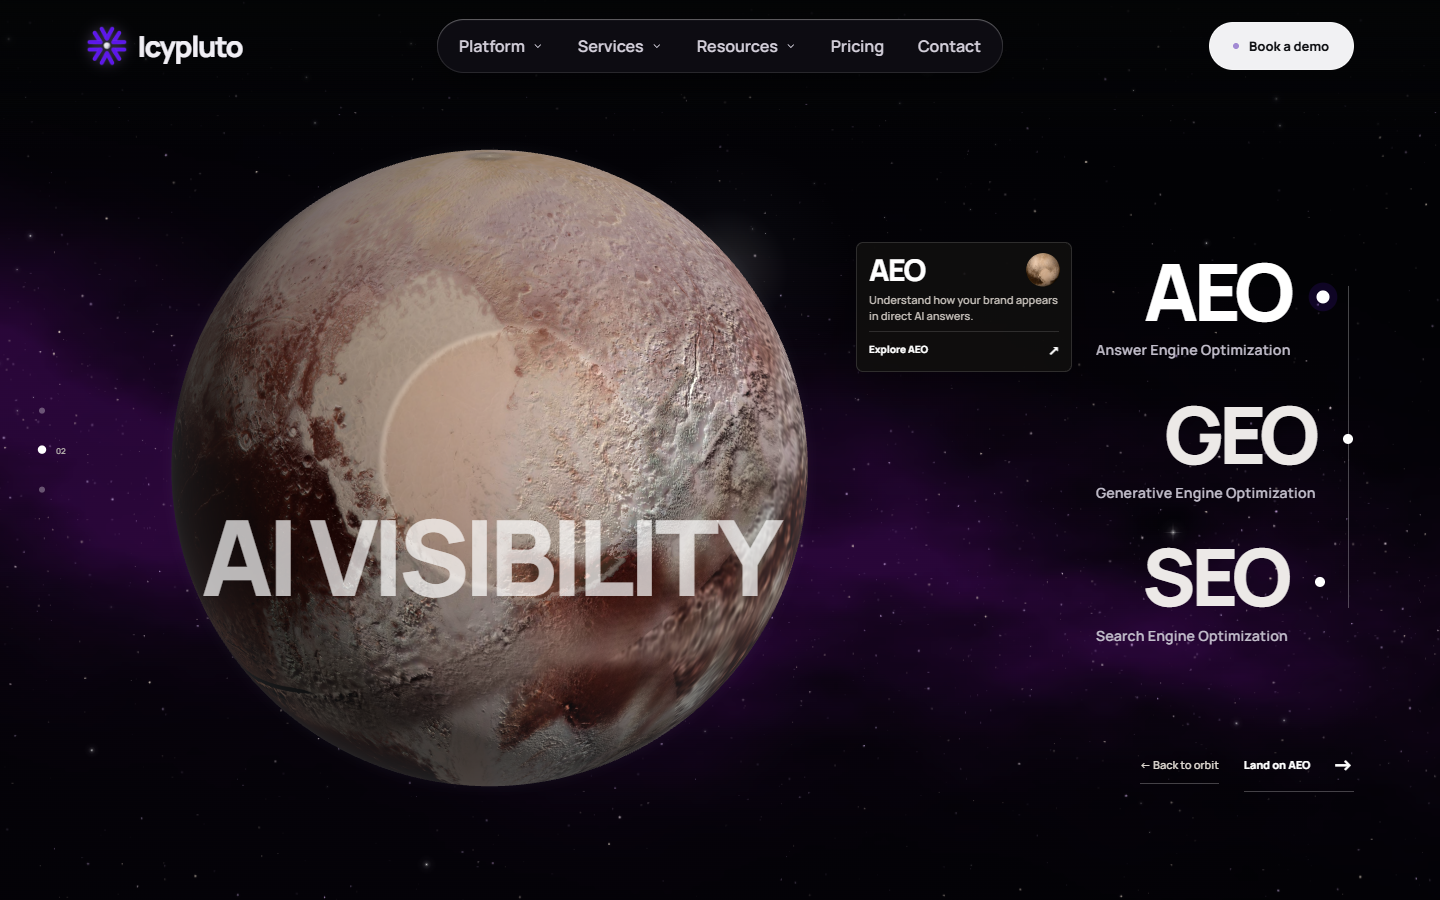 Icypluto
Platform
Services
Resources
Pricing
Contact
Book a demo
AEO
Understand how your brand appears
in direct AI answers.
Explore AEO ↗
AEO
Answer Engine Optimization
GEO
Generative Engine Optimization
02
AI VISIBILITY
SEO
Search Engine Optimization
← Back to orbit
Land on AEO →